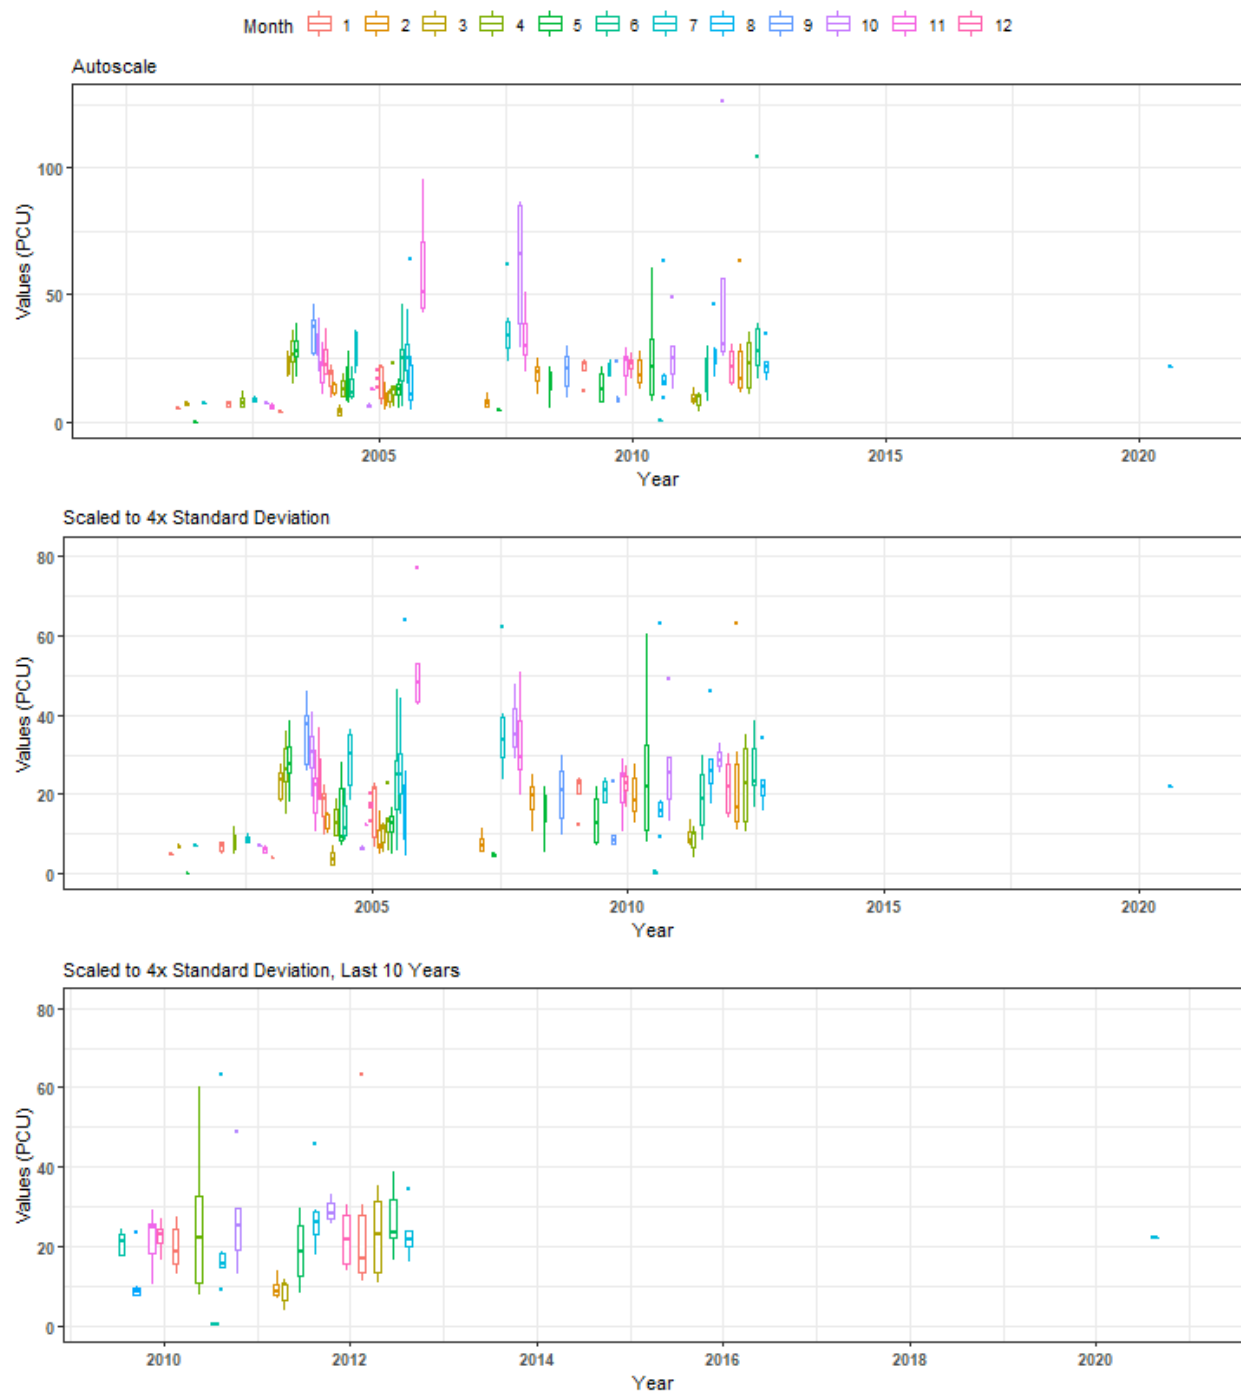 Month 1 2 3 4 5 6 7 8 9 10 11 12
Autoscale
Values (PCU)
100
50
0
2005 2010 2015 2020
Year
Scaled to 4x Standard Deviation
Values (PCU)
80
60
40
20
0
2005 2010 2015 2020
Year
Scaled to 4x Standard Deviation, Last 10 Years
Values (PCU)
80
60
40
20
0
2010 2012 2014 2016 2018 2020
Year